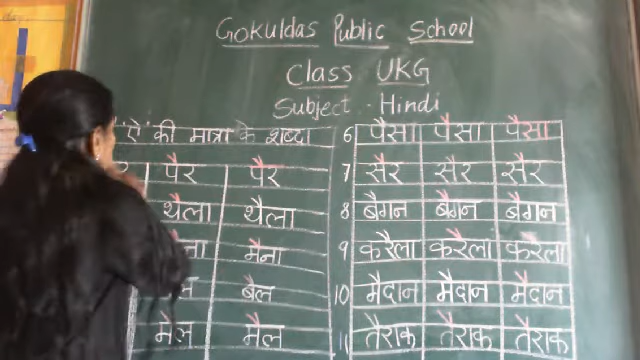 Gokuldas Public School
Class UKG
Subject - Hindi
"ऐ" की मात्रा के शब्द
पैर पैर
थैला थैला
ना मैना
ल बैल
मैल मैल
6 पैसा पैसा पैसा
7 सैर सैर सैर
8 बैगन बैगन बैगन
9 करैला करैला करैला
10 मैदान मैदान मैदान
11 तैराक तैराक तैराक